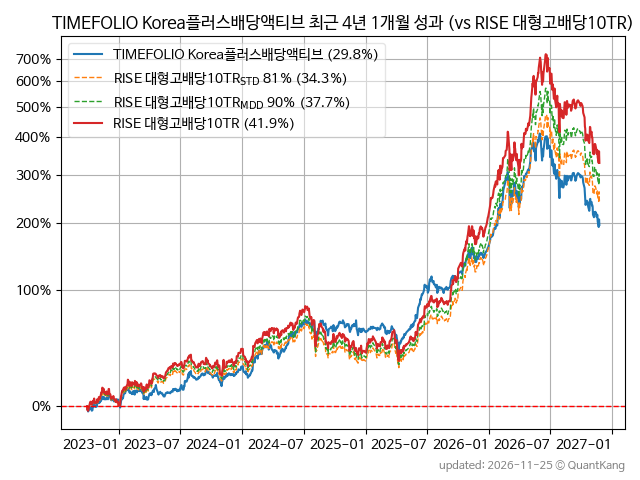 TIMEFOLIO Korea플러스배당액티브 최근 4년 1개월 성과 (vs RISE 대형고배당10TR)
TIMEFOLIO Korea플러스배당액티브 (29.8%)
RISE 대형고배당10TR_STD 81% (34.3%)
RISE 대형고배당10TR_MDD 90% (37.7%)
RISE 대형고배당10TR (41.9%)
700%
600%
500%
400%
300%
200%
100%
0%
2023-01 2023-07 2024-01 2024-07 2025-01 2025-07 2026-01 2026-07 2027-01
updated: 2026-11-25 © QuantKang